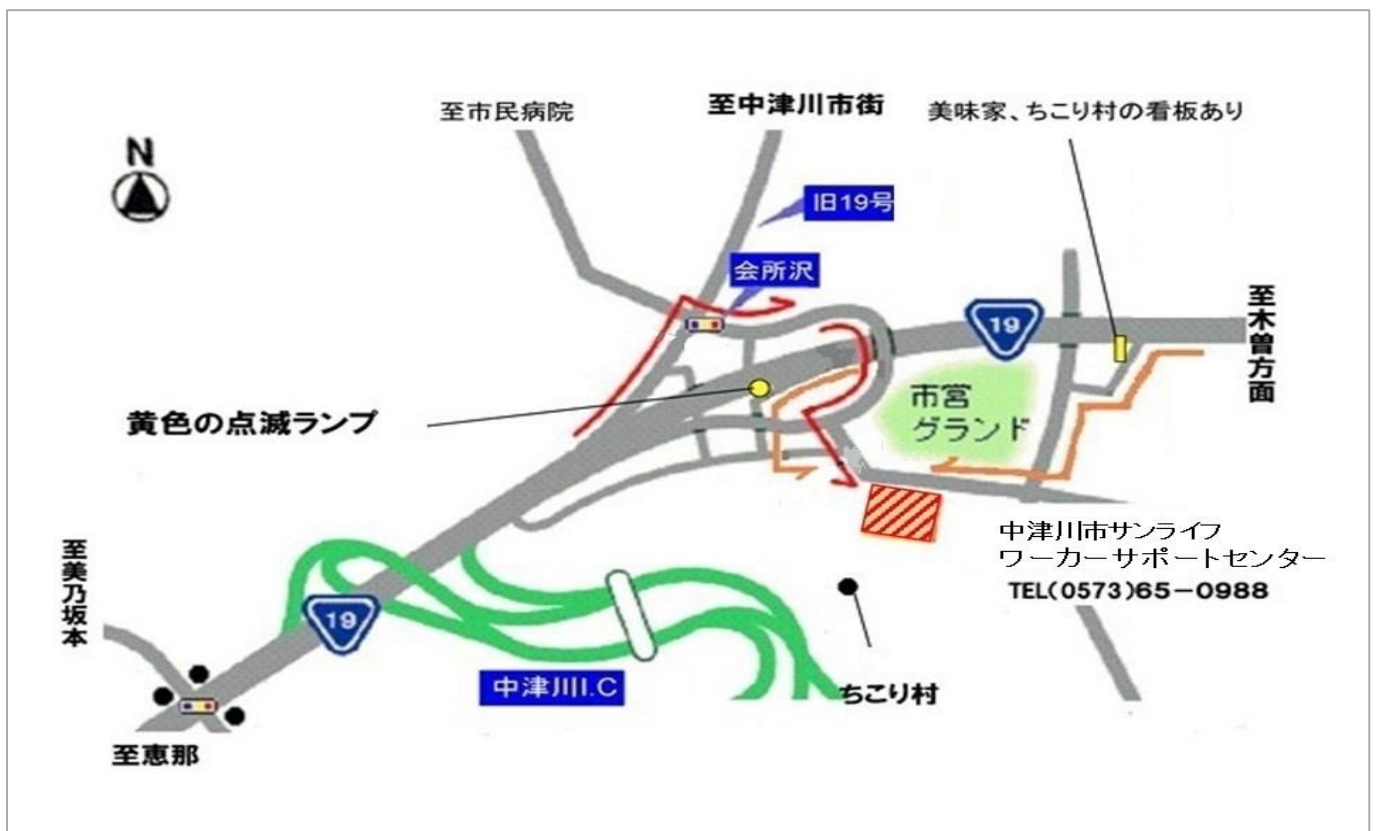 至市民病院
至中津川市街
美味家、ちこり村の看板あり
N
旧19号
会所沢
19
至木曽方面
市営
グランド
黄色の点滅ランプ
中津川市サンライフ
ワーカーサポートセンター
TEL(0573)65-0988
至美乃坂本
19
中津川I.C
ちこり村
至恵那